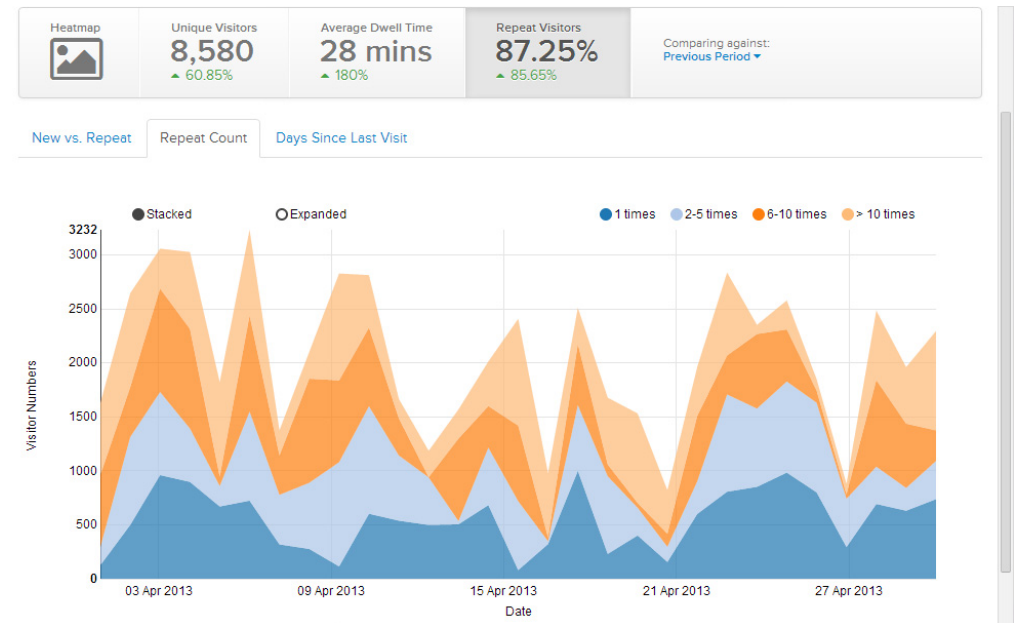 Heatmap
Unique Visitors
8,580
60.85%
Average Dwell Time
28 mins
180%
Repeat Visitors
87.25%
85.65%
Comparing against:
Previous Period
New vs. Repeat
Repeat Count
Days Since Last Visit
Stacked
Expanded
1 times
2-5 times
6-10 times
> 10 times
3232
3000
2500
2000
1500
1000
500
0
Visitor Numbers
03 Apr 2013
09 Apr 2013
15 Apr 2013
21 Apr 2013
27 Apr 2013
Date